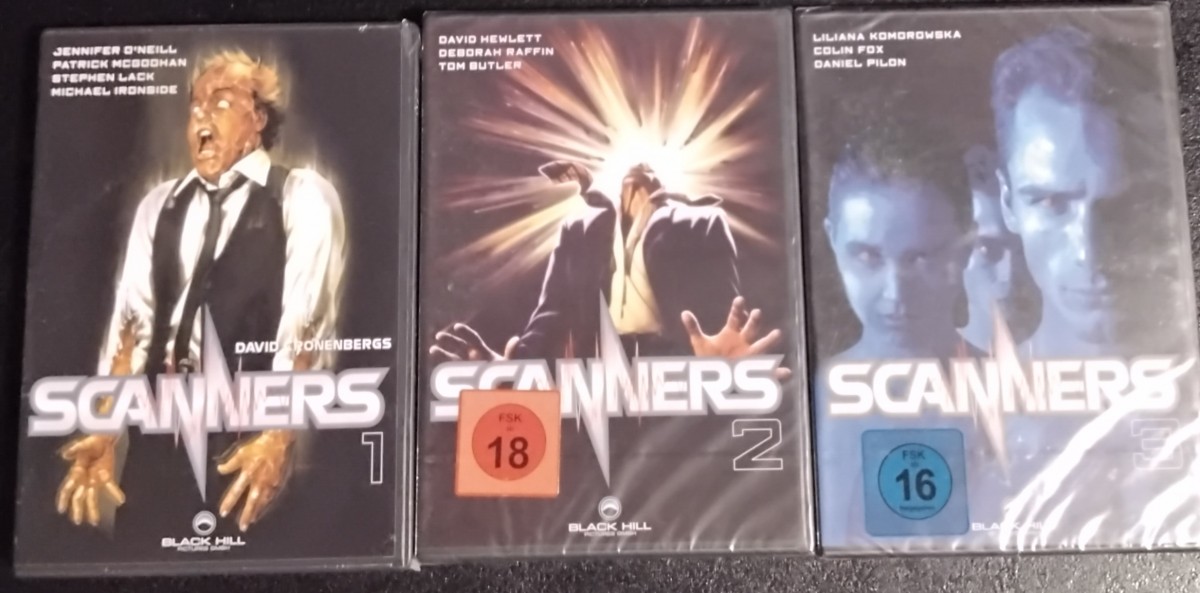 JENNIFER O'NEILL
PATRICK MCGOOHAN
STEPHEN LACK
MICHAEL IRONSIDE
DAVID CRONENBERGS
SCANNERS
1
BLACK HILL
PICTURES GMBH
DAVID HEWLETT
DEBORAH RAFFIN
TOM BUTLER
SCANNERS
2
FSK
18
BLACK HILL
PICTURES GMBH
LILIANA KOMOROWSKA
COLIN FOX
DANIEL PILON
SCANNERS
3
FSK
16
BLACK HILL